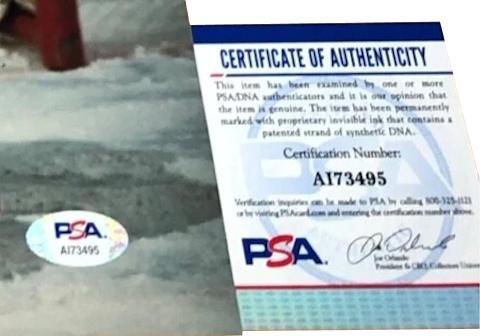 CERTIFICATE OF AUTHENTICITY
This item has been examined by one or more
PSA/DNA authenticators and it is our opinion that
the item is genuine. The item has been permanently
marked with proprietary invisible ink that contains a
patented strand of synthetic DNA.
Certification Number:
AI73495
Verification inquiries can be made to PSA by calling 800-325-1121
or by visiting PSAcard.com and entering the certification number above.
PSA
Joe Orlando
President & CEO, Collectors Universe
PSA
AI73495